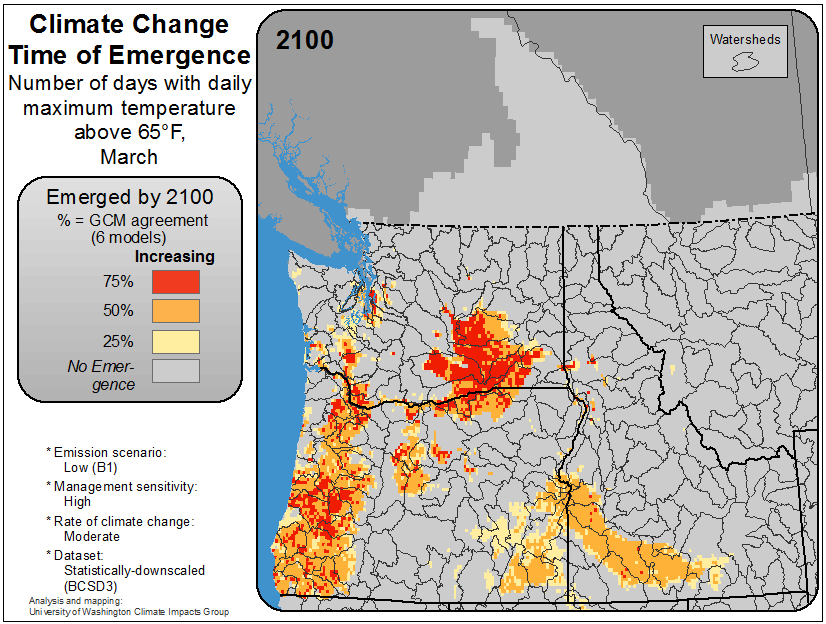 Climate Change
Time of Emergence
Number of days with daily
maximum temperature
above 65°F,
March
Emerged by 2100
% = GCM agreement
(6 models)
Increasing
75%
50%
25%
No Emer-
gence
* Emission scenario:
Low (B1)
* Management sensitivity:
High
* Rate of climate change:
Moderate
* Dataset:
Statistically-downscaled
(BCSD3)
Analysis and mapping:
University of Washington Climate Impacts Group
2100
Watersheds